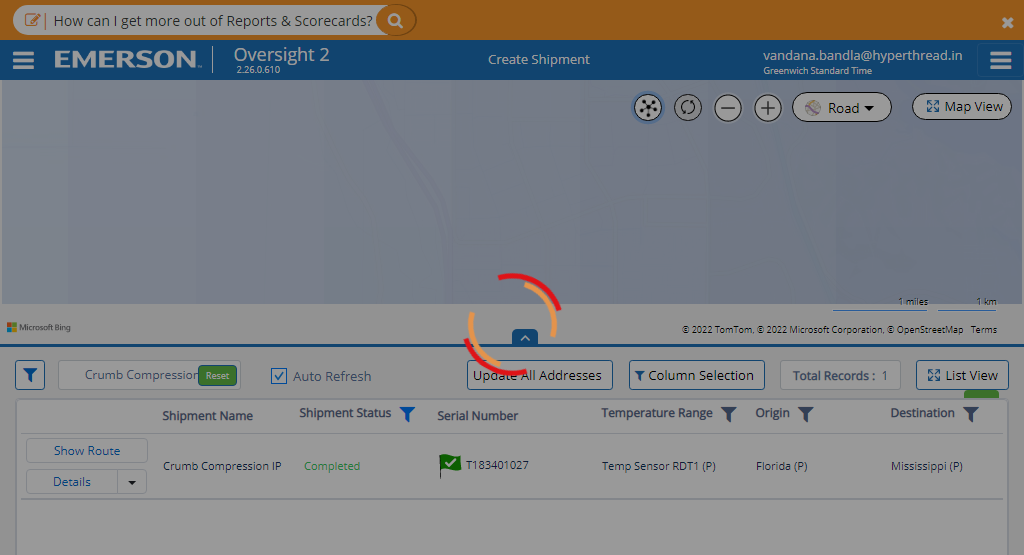 How can I get more out of Reports & Scorecards?
EMERSON
Oversight 2
2.26.0.610
Create Shipment
vandana.bandla@hyperthread.in
Greenwich Standard Time
Road
Map View
1 miles
1 km
Microsoft Bing
© 2022 TomTom, © 2022 Microsoft Corporation, © OpenStreetMap Terms
Crumb Compression
Reset
Auto Refresh
Update All Addresses
Column Selection
Total Records : 1
List View
Shipment Name
Shipment Status
Serial Number
Temperature Range
Origin
Destination
Show Route
Details
Crumb Compression IP
Completed
T183401027
Temp Sensor RDT1 (P)
Florida (P)
Mississippi (P)